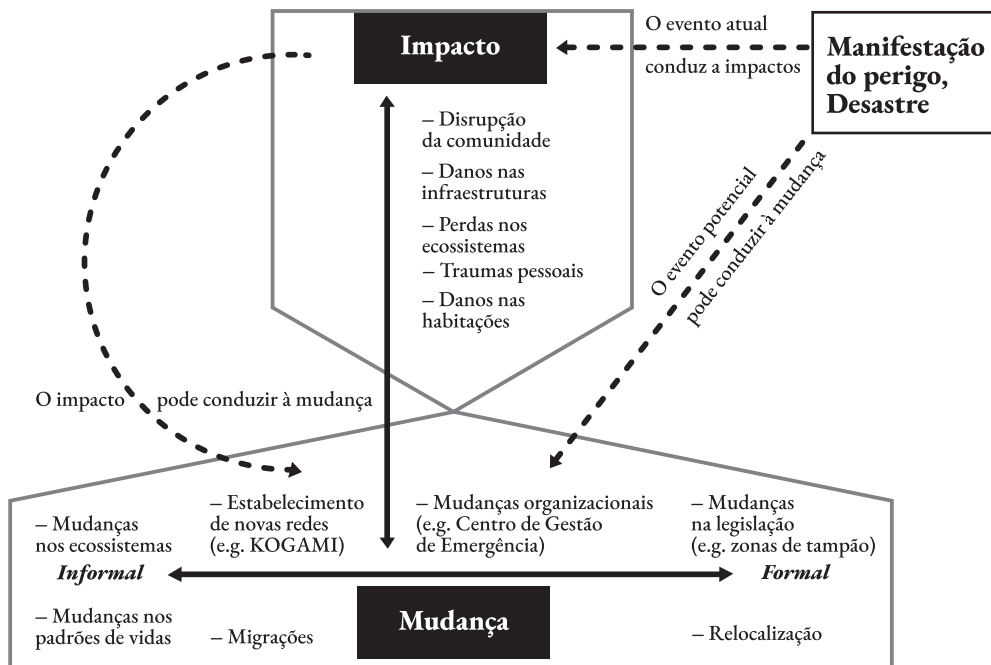 Impacto
O evento atual
conduz a impactos
Manifestação
do perigo,
Desastre
– Disrupção
da comunidade
– Danos nas
infraestruturas
– Perdas nos
ecossistemas
– Traumas pessoais
– Danos nas
habitações
O evento potencial
pode conduzir à mudança
O impacto pode conduzir à mudança
– Mudanças
nos ecossistemas
– Estabelecimento
de novas redes
(e.g. KOGAMI)
– Mudanças organizacionais
(e.g. Centro de Gestão
de Emergência)
– Mudanças
na legislação
(e.g. zonas de tampão)
Informal
Formal
– Mudanças nos
padrões de vidas
– Migrações
Mudança
– Relocalização